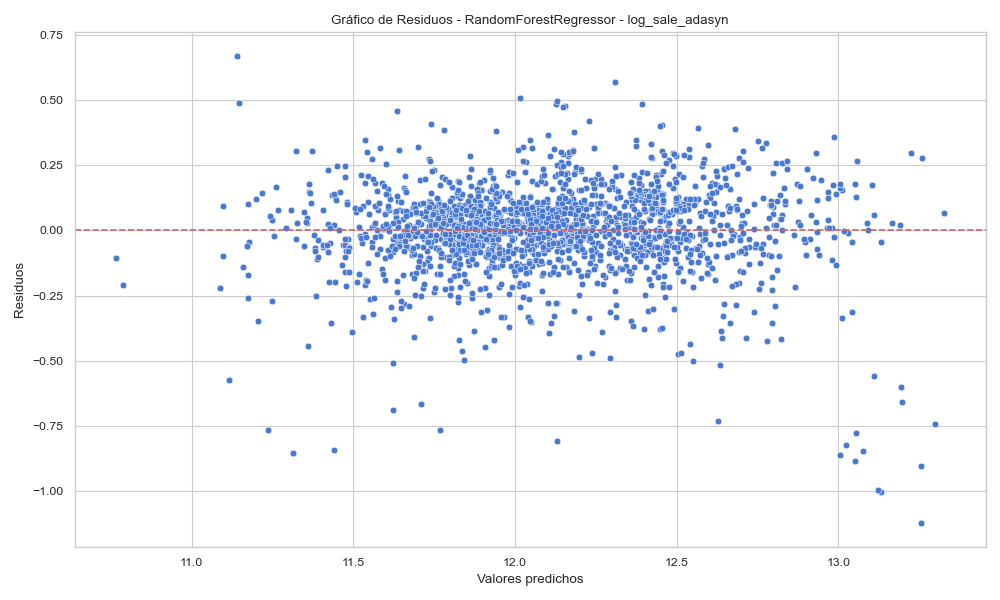 Gráfico de Residuos - RandomForestRegressor - log_sale_adasyn
0.75
0.50
0.25
0.00
−0.25
−0.50
−0.75
−1.00
Residuos
11.0 11.5 12.0 12.5 13.0
Valores predichos